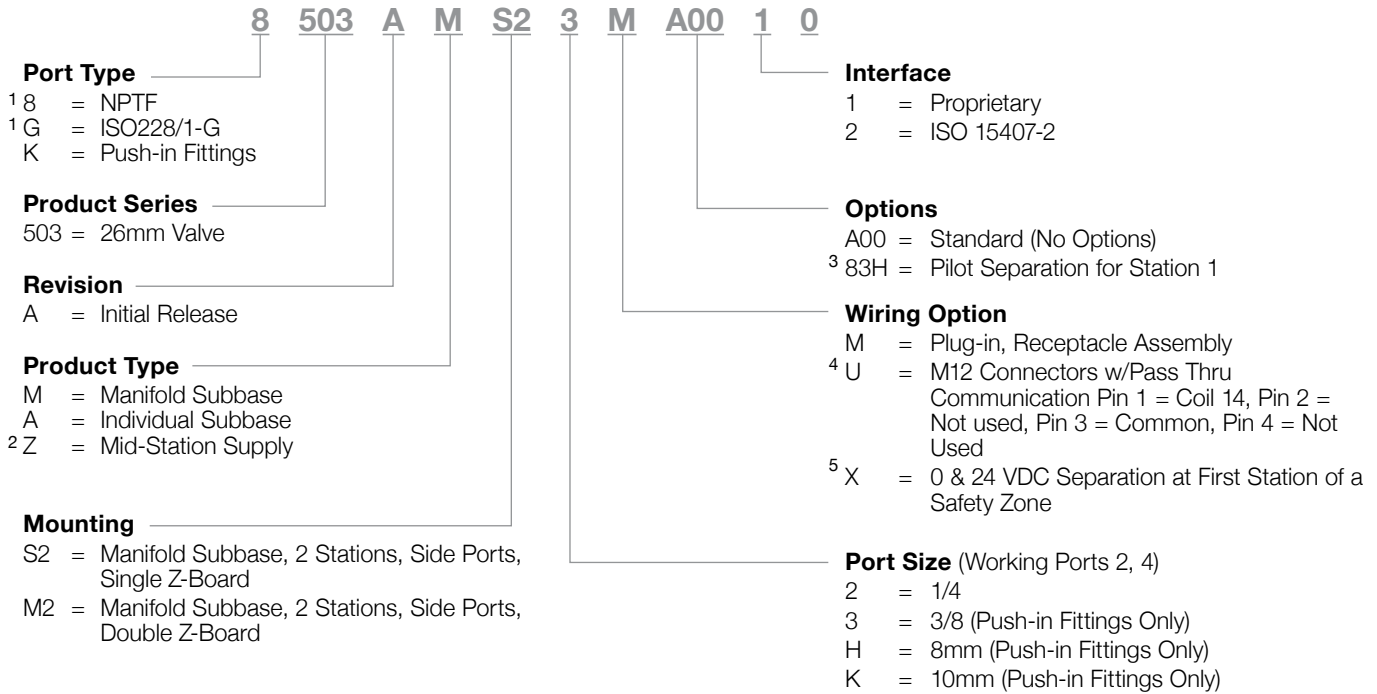 8 503 A M S2 3 M A00 1 0
Port Type
1 8 = NPTF
1 G = ISO228/1-G
K = Push-in Fittings
Product Series
503 = 26mm Valve
Revision
A = Initial Release
Product Type
M = Manifold Subbase
A = Individual Subbase
2 Z = Mid-Station Supply
Mounting
S2 = Manifold Subbase, 2 Stations, Side Ports,
Single Z-Board
M2 = Manifold Subbase, 2 Stations, Side Ports,
Double Z-Board
Interface
1 = Proprietary
2 = ISO 15407-2
Options
A00 = Standard (No Options)
3 83H = Pilot Separation for Station 1
Wiring Option
M = Plug-in, Receptacle Assembly
4 U = M12 Connectors w/Pass Thru
Communication Pin 1 = Coil 14, Pin 2 =
Not used, Pin 3 = Common, Pin 4 = Not
Used
5 X = 0 & 24 VDC Separation at First Station of a
Safety Zone
Port Size (Working Ports 2, 4)
2 = 1/4
3 = 3/8 (Push-in Fittings Only)
H = 8mm (Push-in Fittings Only)
K = 10mm (Push-in Fittings Only)